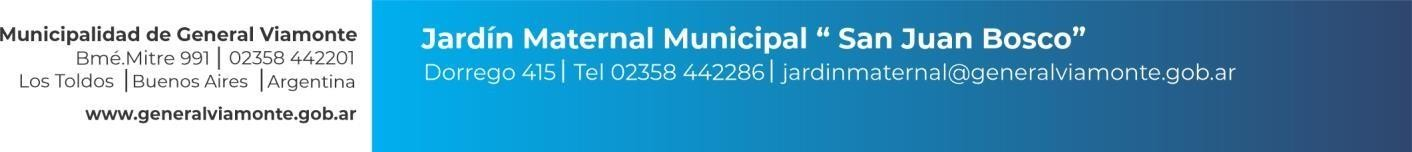 Municipalidad de General Viamonte
Bmé.Mitre 991 | 02358 442201
Los Toldos | Buenos Aires | Argentina
www.generalviamonte.gob.ar
Jardín Maternal Municipal “ San Juan Bosco”
Dorrego 415 | Tel 02358 442286 | jardinmaternal@generalviamonte.gob.ar